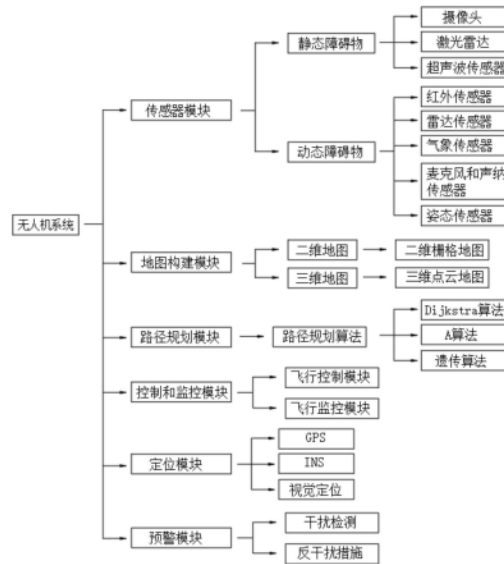 摄像头
静态障碍物
激光雷达
超声波传感器
传感器模块
红外传感器
雷达传感器
动态障碍物
气象传感器
麦克风和声纳
传感器
姿态传感器
无人机系统
地图构建模块
二维地图
二维栅格地图
三维地图
三维点云地图
路径规划模块
路径规划算法
Dijkstra算法
A算法
遗传算法
控制和监控模块
飞行控制模块
飞行监控模块
定位模块
GPS
INS
视觉定位
预警模块
干扰检测
反干扰措施